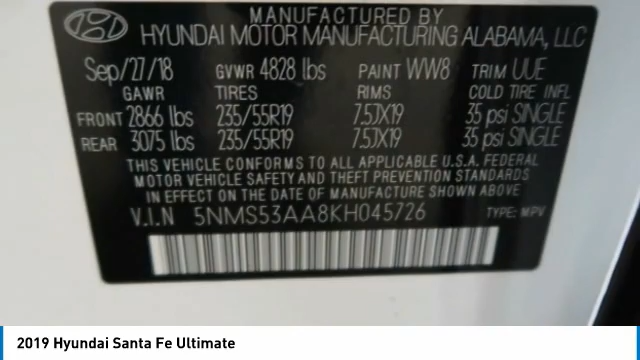 MANUFACTURED BY
HYUNDAI MOTOR MANUFACTURING ALABAMA, LLC
Sep/27/18 GVWR 4828 lbs PAINT WW8 TRIM UUE
GAWR TIRES RIMS COLD TIRE INFL
FRONT 2866 lbs 235/55R19 7.5JX19 35 psi SINGLE
REAR 3075 lbs 235/55R19 7.5JX19 35 psi SINGLE
THIS VEHICLE CONFORMS TO ALL APPLICABLE U.S.A. FEDERAL
MOTOR VEHICLE SAFETY AND THEFT PREVENTION STANDARDS
IN EFFECT ON THE DATE OF MANUFACTURE SHOWN ABOVE
V.I.N 5NMS53AA8KH045726 TYPE: MPV
2019 Hyundai Santa Fe Ultimate